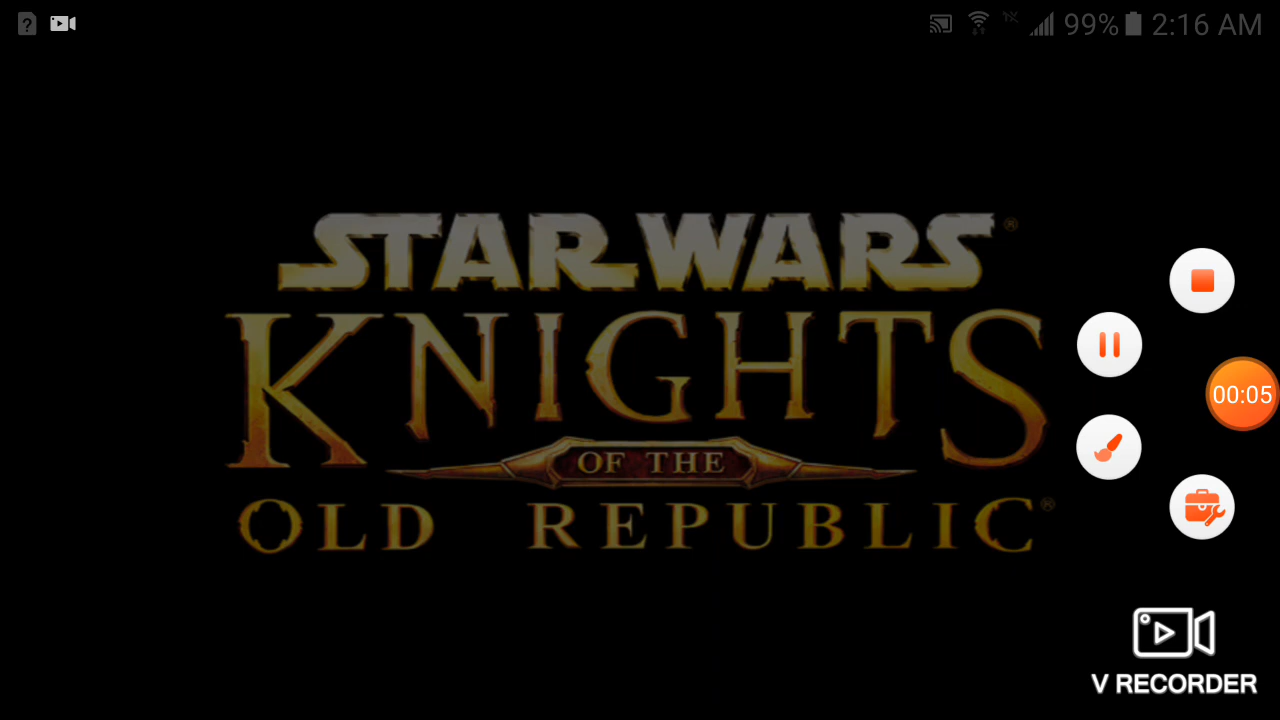 99% 2:16 AM
STAR WARS ®
KNIGHTS
OF THE
OLD REPUBLIC ®
00:05
V RECORDER